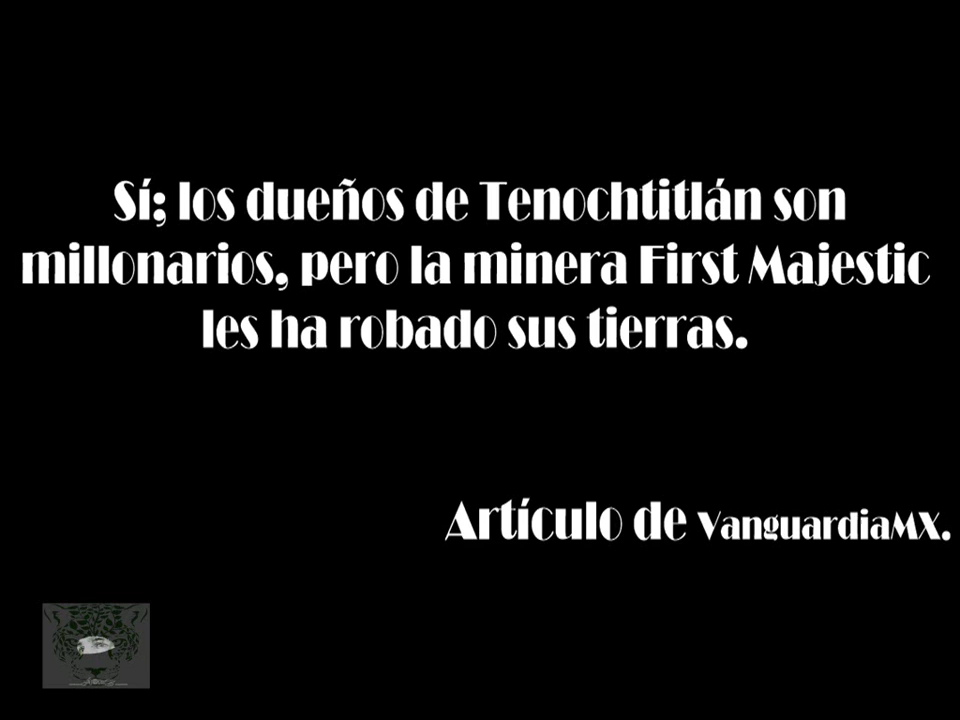 Sí; los dueños de Tenochtitlán son
millonarios, pero la minera First Majestic
les ha robado sus tierras.
Artículo de VanguardiaMX.